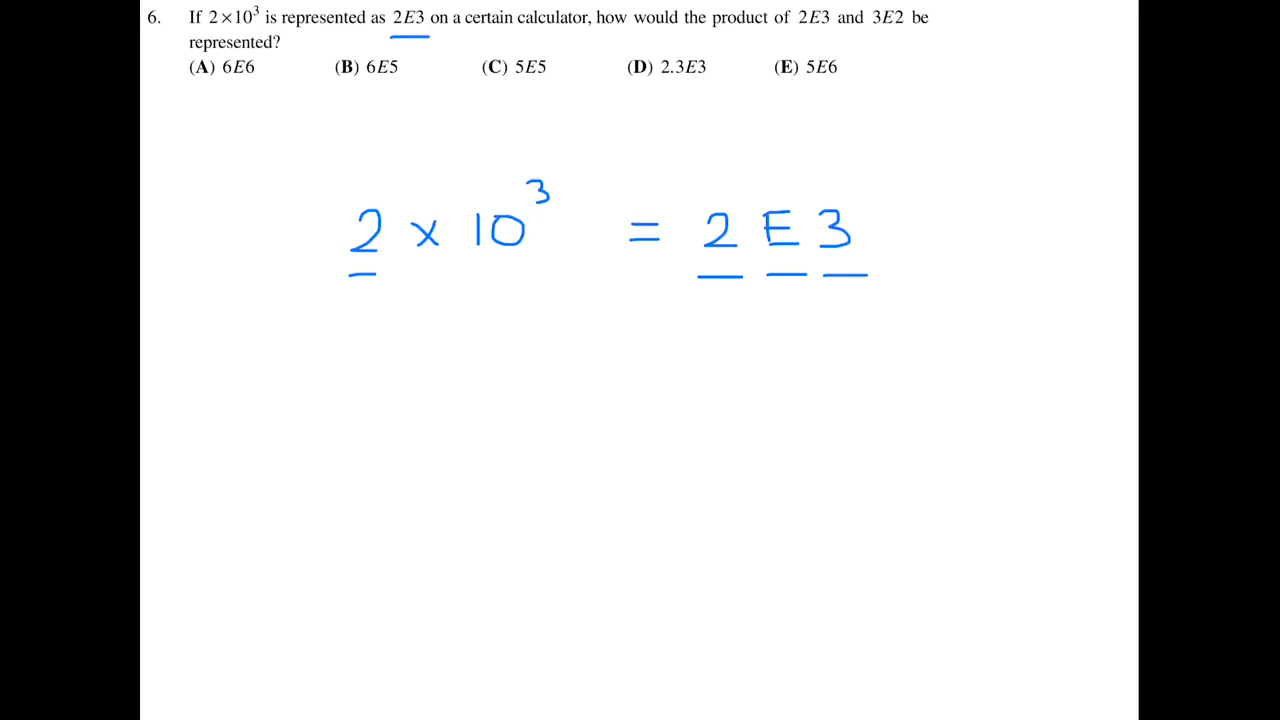 6. If 2×10³ is represented as 2E3 on a certain calculator, how would the product of 2E3 and 3E2 be
represented?
(A) 6E6 (B) 6E5 (C) 5E5 (D) 2.3E3 (E) 5E6
2 × 10³ = 2 E 3